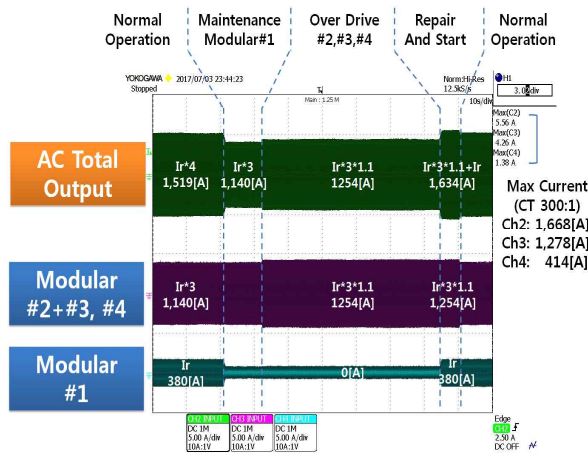 Normal Operation
Maintenance Modular#1
Over Drive #2,#3,#4
Repair And Start
Normal Operation
YOKOGAWA 2017/07/03 23:44:23
Stopped
Norm:Hi-Res
12.5kS/s
10s/div
Main : 1.25 M
H1
Max(C2)
5.56 A
Max(C3)
4.26 A
Max(C4)
1.38 A
AC Total Output
Ir*4
1,519[A]
Ir*3
1,140[A]
Ir*3*1.1
1254[A]
Ir*3*1.1+Ir
1,634[A]
Max Current
(CT 300:1)
Ch2: 1,668[A]
Ch3: 1,278[A]
Ch4: 414[A]
Modular #2+#3, #4
Ir*3
1,140[A]
Ir*3*1.1
1254[A]
Ir*3*1.1
1,254[A]
Modular #1
Ir
380[A]
0[A]
Ir
380[A]
CH2 INPUT
DC 1M
5.00 A/div
10A:1V
CH3 INPUT
DC 1M
5.00 A/div
10A:1V
CH4 INPUT
DC 1M
5.00 A/div
10A:1V
Edge
2.50 A
DC OFF